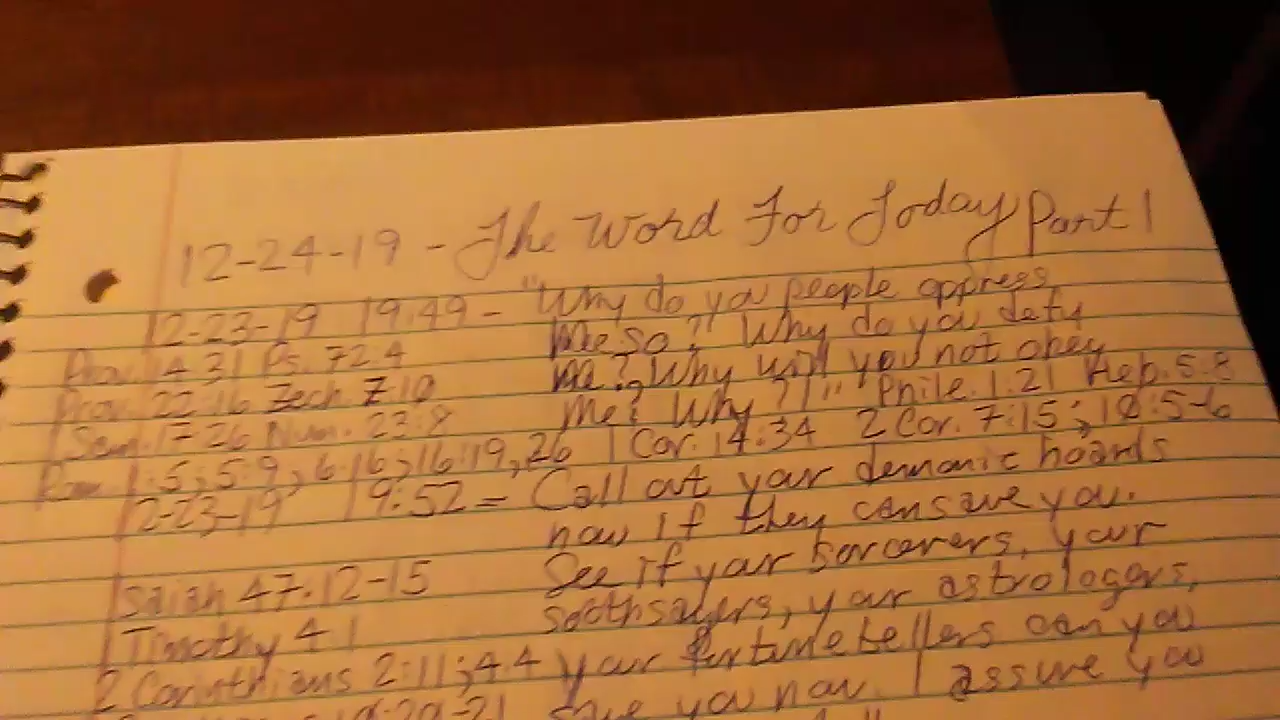 12-24-19 - The Word For Today Part 1
12-23-19 19:49 - "Why do you people oppress
Prov. 14:31 Ps. 72:4 Me so? Why do you defy
Prov. 22:16 Zech. 7:10 Me? Why will you not obey
1 Sam. 17-26 Num. 23:8 Me? Why?!" Phile. 1:21 Heb. 5:8
Rom. 1:5; 5:9; 6:16; 16:19, 26 1 Cor. 14:34 2 Cor. 7:15; 10:5-6
12-23-19 19:52 - Call out your demonic hoards
now if they can save you.
Isaiah 47:12-15 See if your sorcerers, your
1 Timothy 4:1 soothsayers, your astrologers,
2 Corinthians 2:11; 4:4 your fortune tellers can you
save you now. I assure you